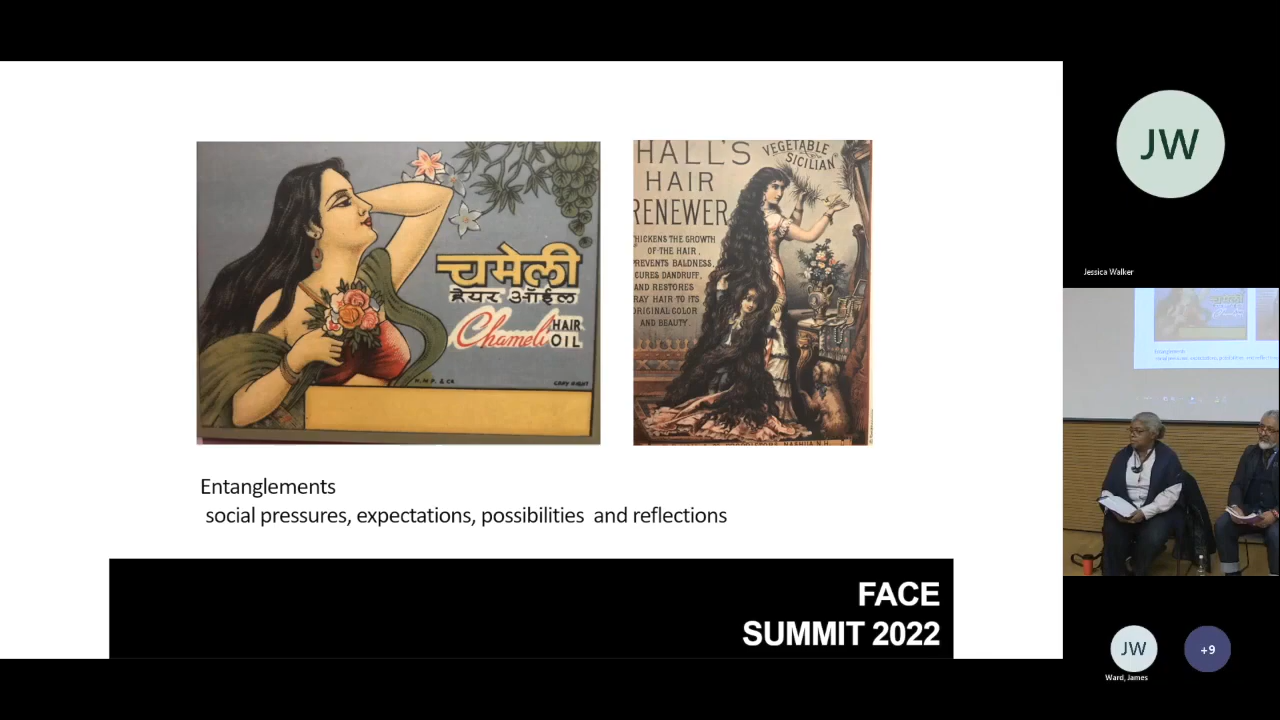 चमेली
हेयर ऑईल
Chameli HAIR
OIL
COPY RIGHT
HALL'S
HAIR
RENEWER
VEGETABLE
SICILIAN
THICKENS THE GROWTH
OF THE HAIR,
PREVENTS BALDNESS,
CURES DANDRUFF,
AND RESTORES
GRAY HAIR TO ITS
ORIGINAL COLOR
AND BEAUTY.
Entanglements
social pressures, expectations, possibilities and reflections
FACE
SUMMIT 2022
JW
Jessica Walker
JW
+9
Ward, James